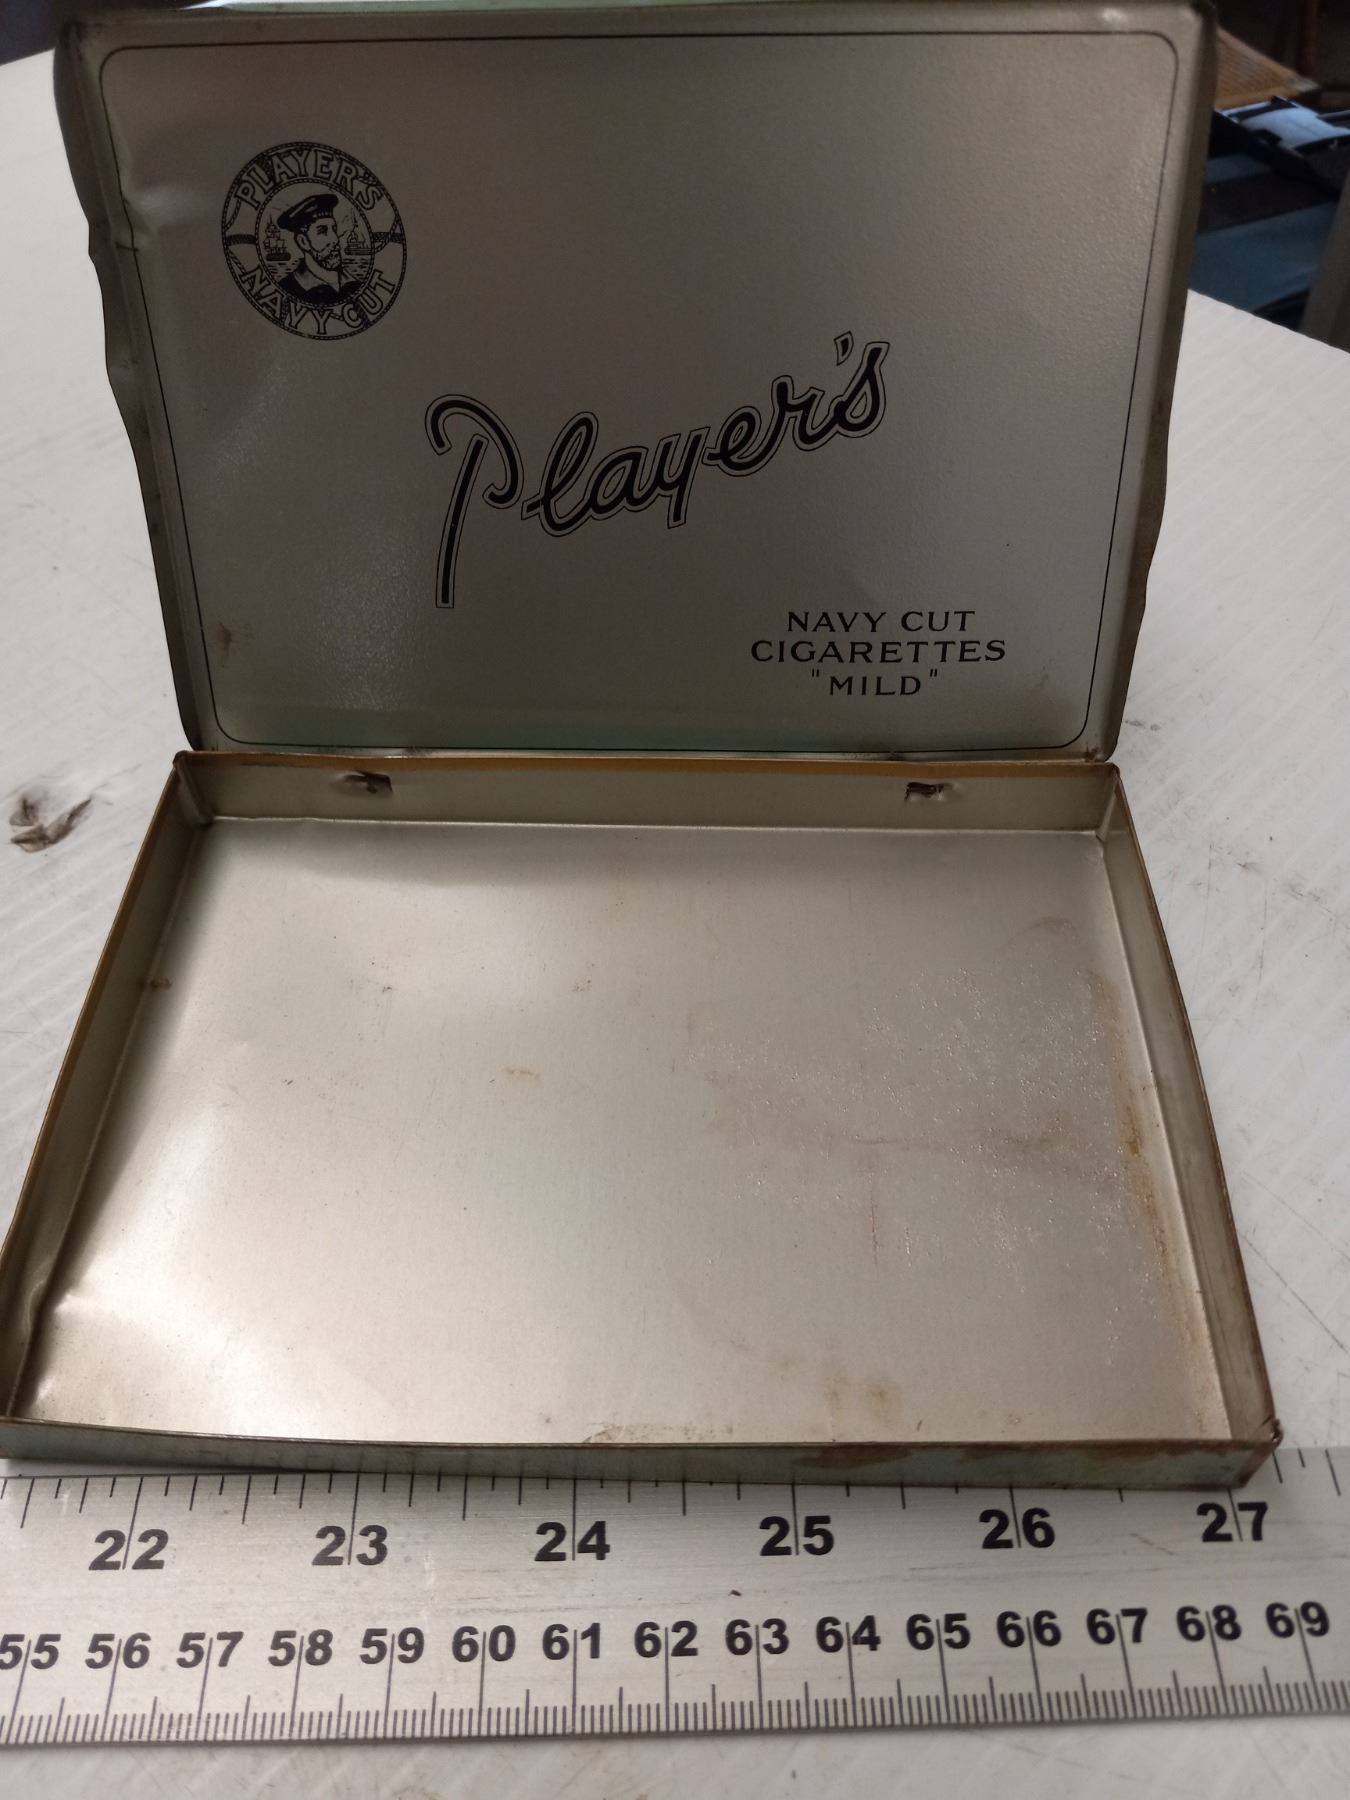 PLAYER'S
NAVY CUT
Player's
NAVY CUT
CIGARETTES
"MILD"
22 23 24 25 26 27
55 56 57 58 59 60 61 62 63 64 65 66 67 68 69